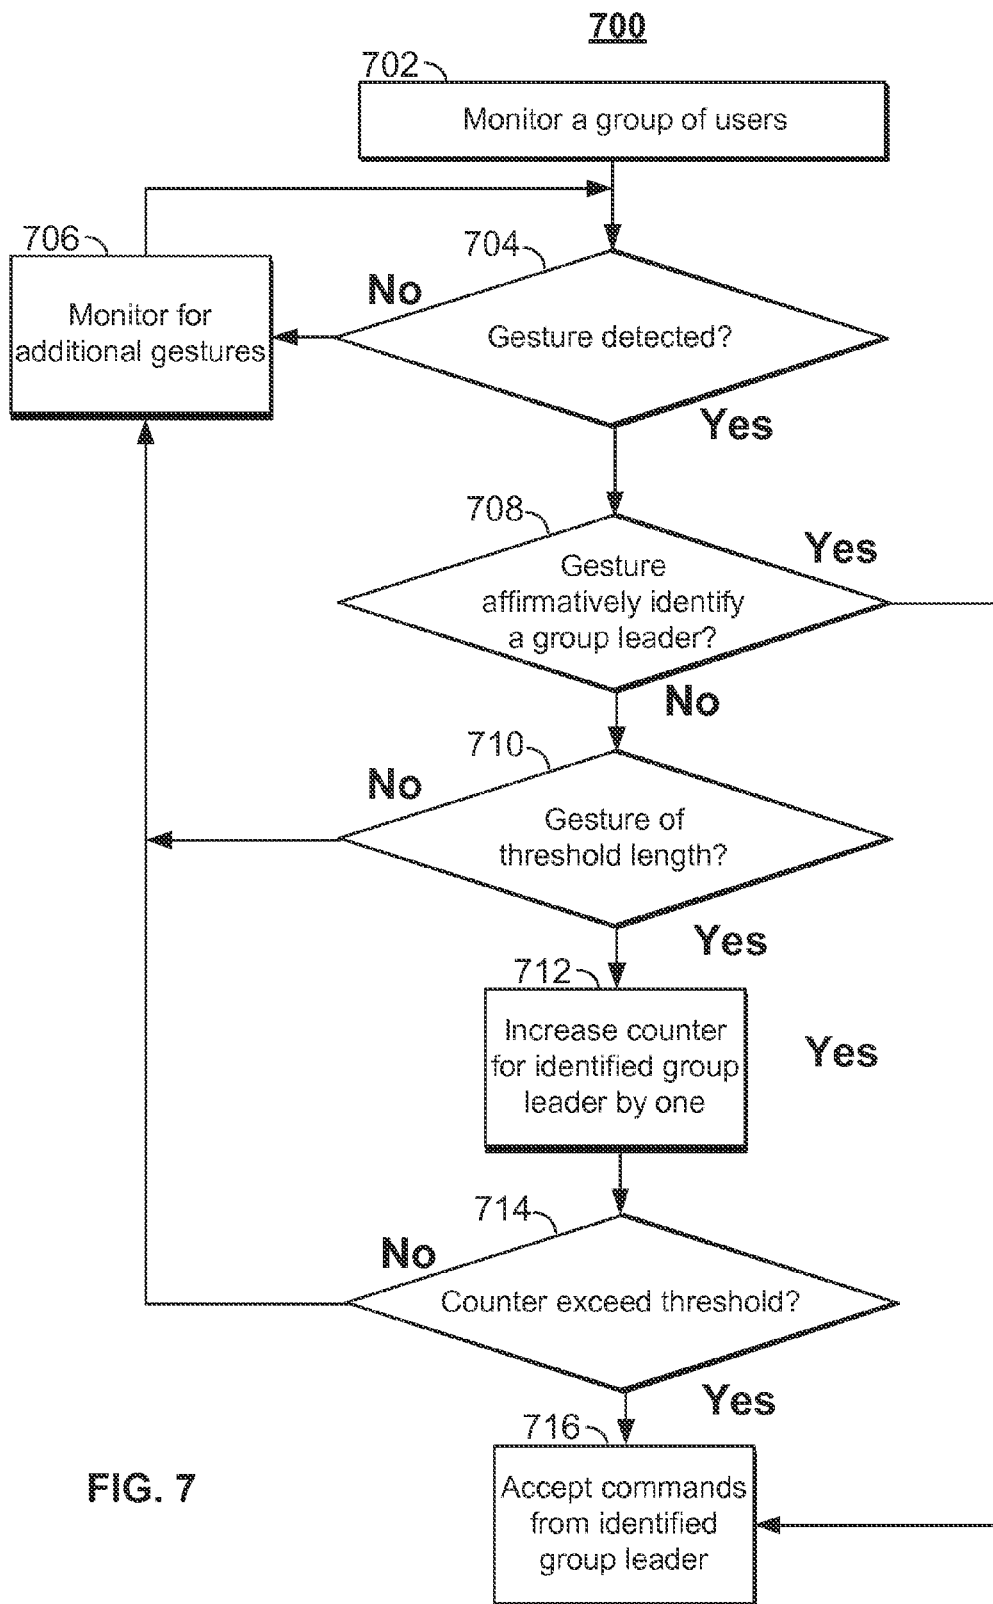 700
702
Monitor a group of users
706
Monitor for
additional gestures
704
No
Gesture detected?
Yes
708
Yes
Gesture
affirmatively identify
a group leader?
No
710
No
Gesture of
threshold length?
Yes
712
Increase counter
for identified group
leader by one
Yes
714
No
Counter exceed threshold?
Yes
716
Accept commands
from identified
group leader
FIG. 7